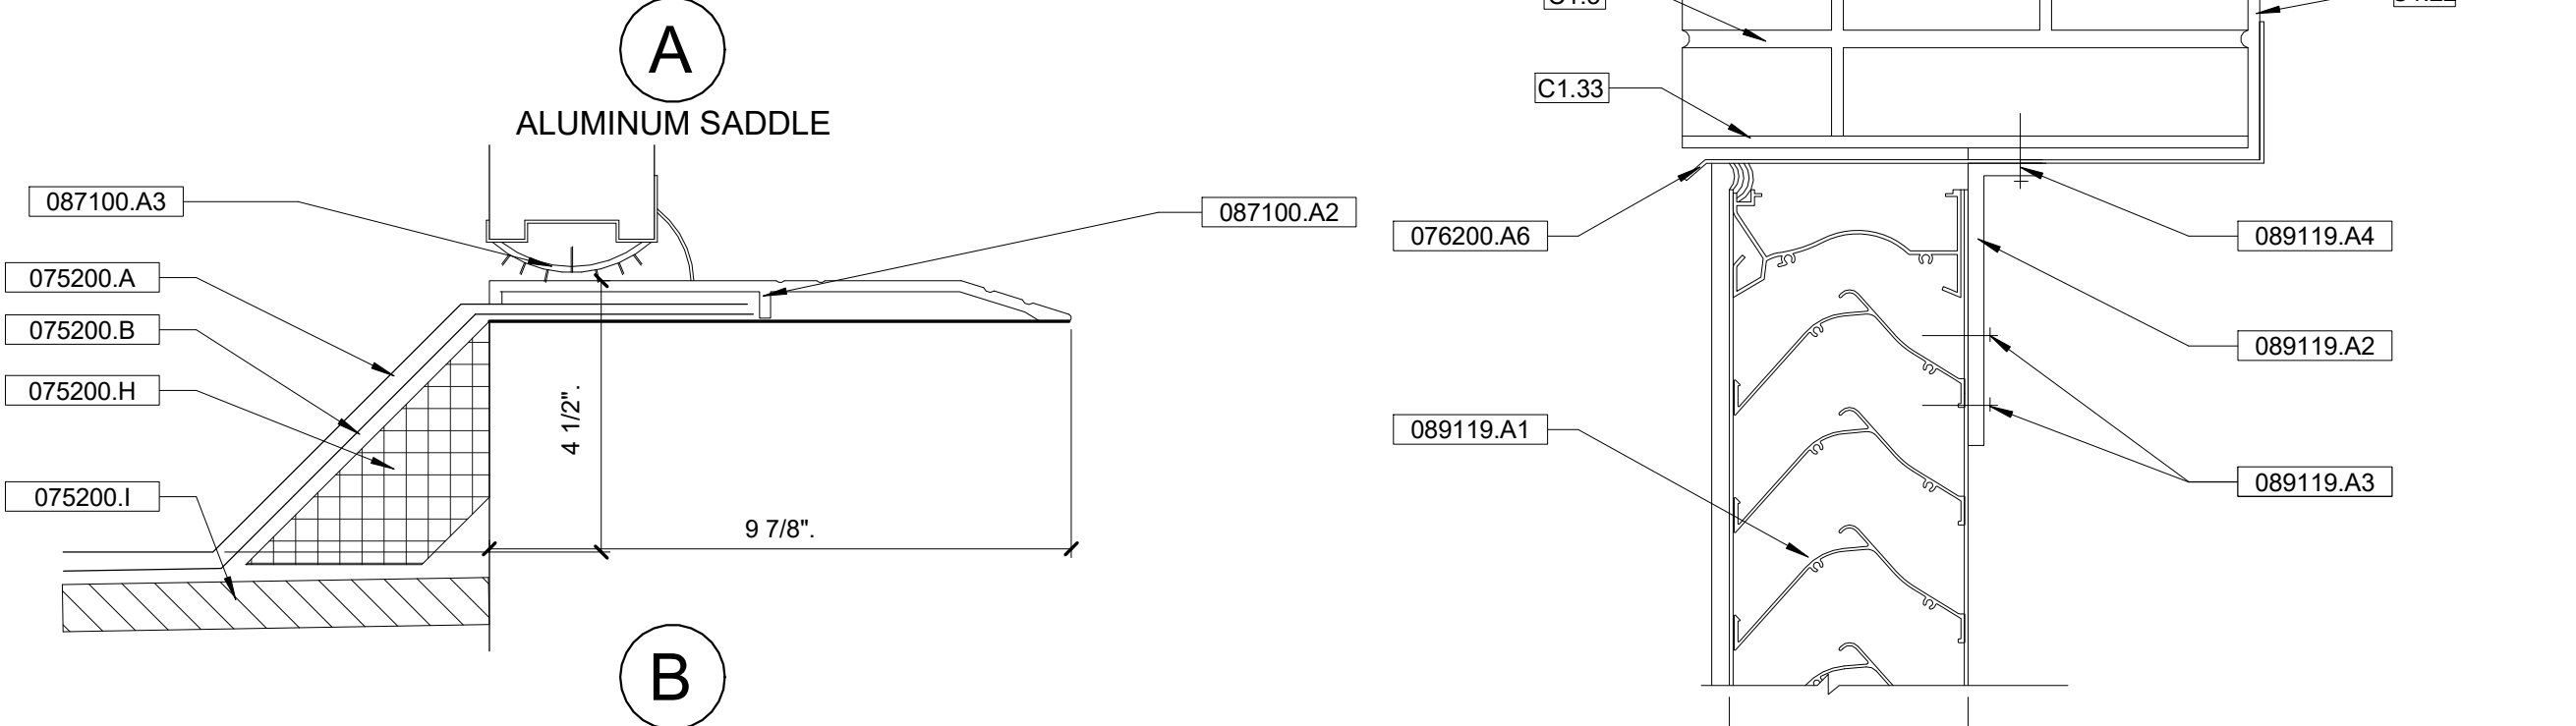 A
ALUMINUM SADDLE
087100.A3
087100.A2
075200.A
075200.B
075200.H
075200.I
4 1/2".
9 7/8".
B
C1.33
076200.A6
089119.A4
089119.A2
089119.A1
089119.A3